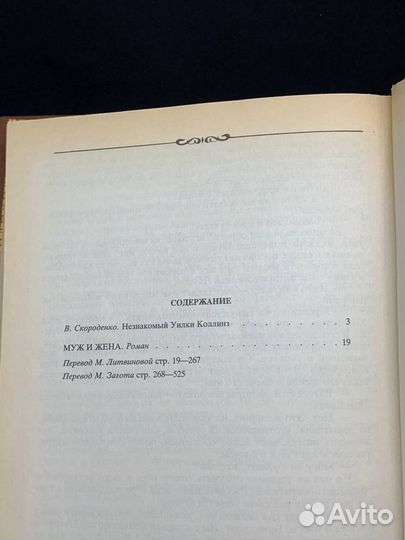 СОДЕРЖАНИЕ
В. Скороденко. Незнакомый Уилки Коллинз . . . . . . . . 3
МУЖ И ЖЕНА. Роман . . . . . . . . . . . . . . 19
Перевод М. Литвиновой стр. 19—267
Перевод М. Загота стр. 268—525
Avito